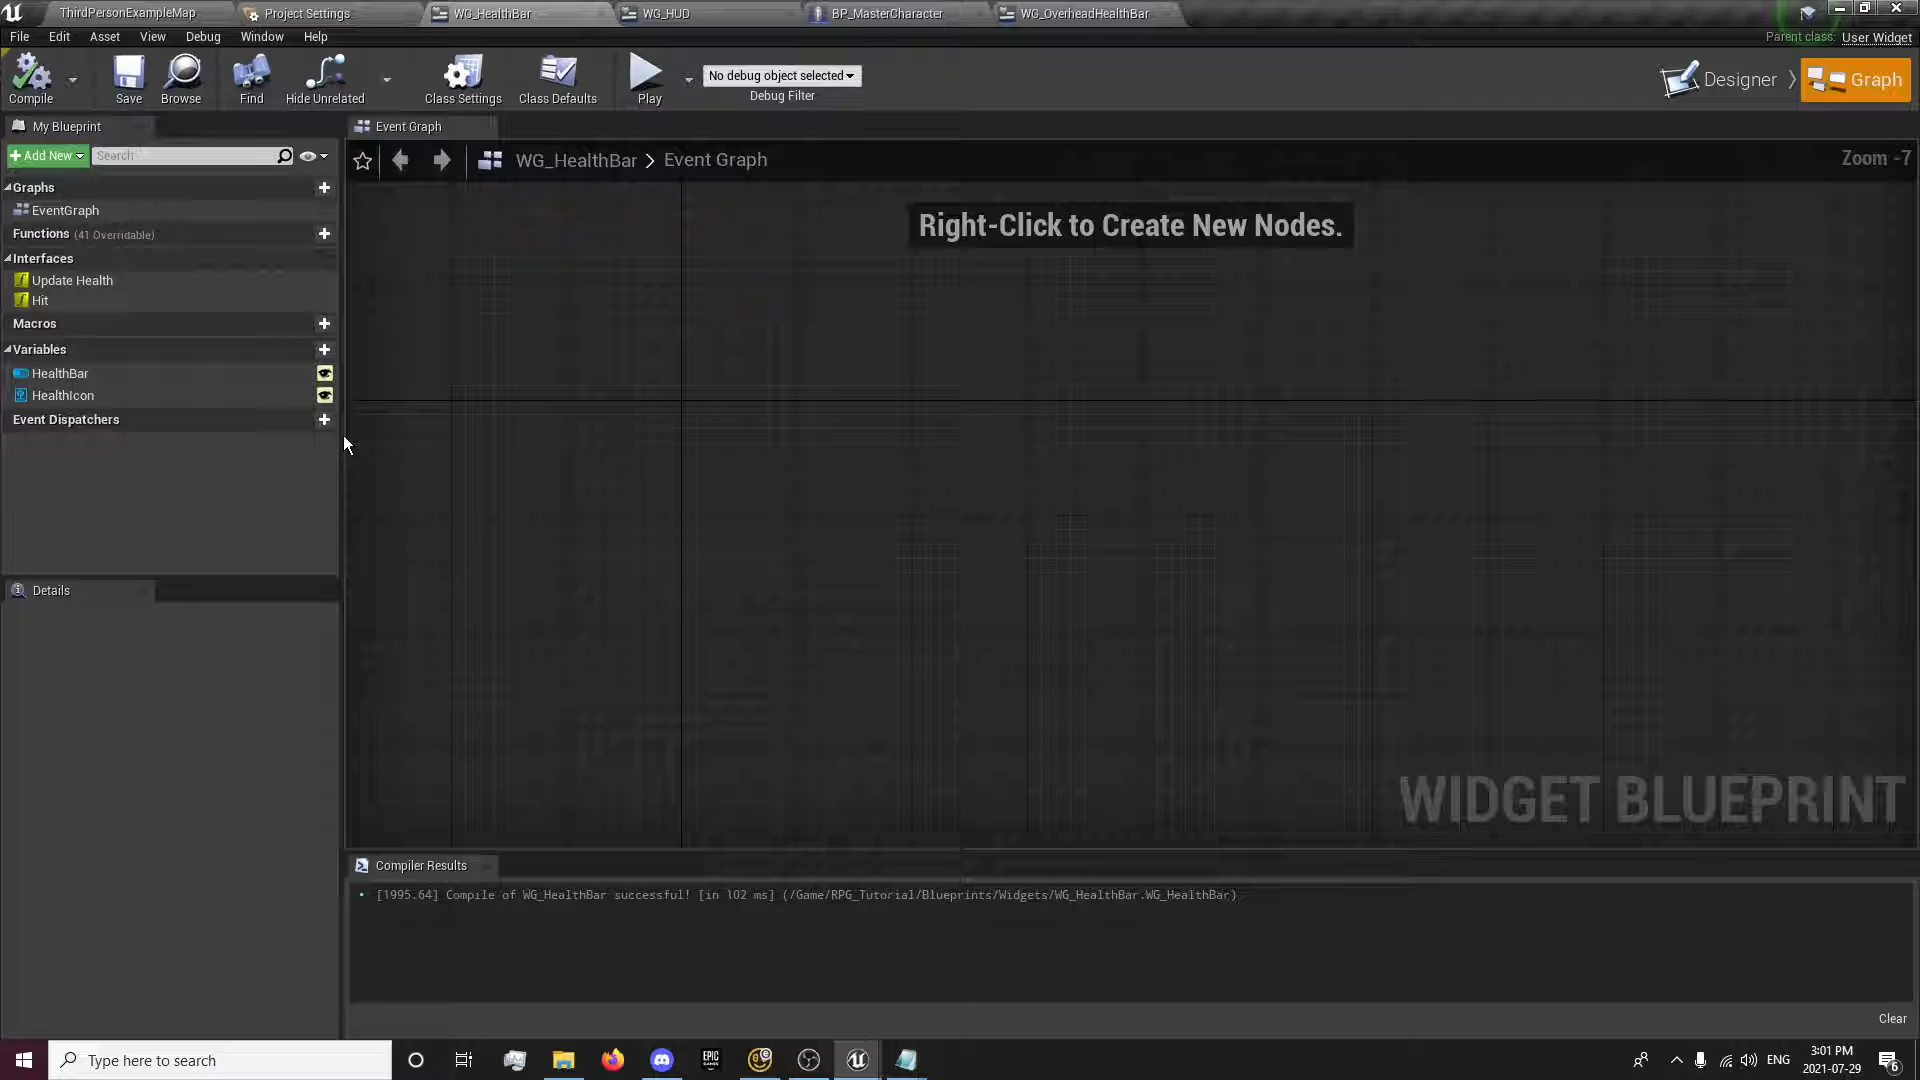 ThirdPersonExampleMap
Project Settings
WG_HealthBar
WG_HUD
BP_MasterCharacter
WG_OverheadHealthBar
File Edit Asset View Debug Window Help
Parent class: User Widget
Compile
Save
Browse
Find
Hide Unrelated
Class Settings
Class Defaults
Play
No debug object selected
Debug Filter
Designer
Graph
My Blueprint
Event Graph
Add New
Search
WG_HealthBar > Event Graph
Zoom -7
Graphs
EventGraph
Functions (41 Overridable)
Interfaces
Update Health
Hit
Macros
Variables
HealthBar
HealthIcon
Event Dispatchers
Right-Click to Create New Nodes.
WIDGET BLUEPRINT
Details
Compiler Results
[1995.64] Compile of WG_HealthBar successful! [in 102 ms] (/Game/RPG_Tutorial/Blueprints/Widgets/WG_HealthBar.WG_HealthBar)
Clear
Type here to search
EPIC
GAMES
ENG
3:01 PM
2021-07-29
6